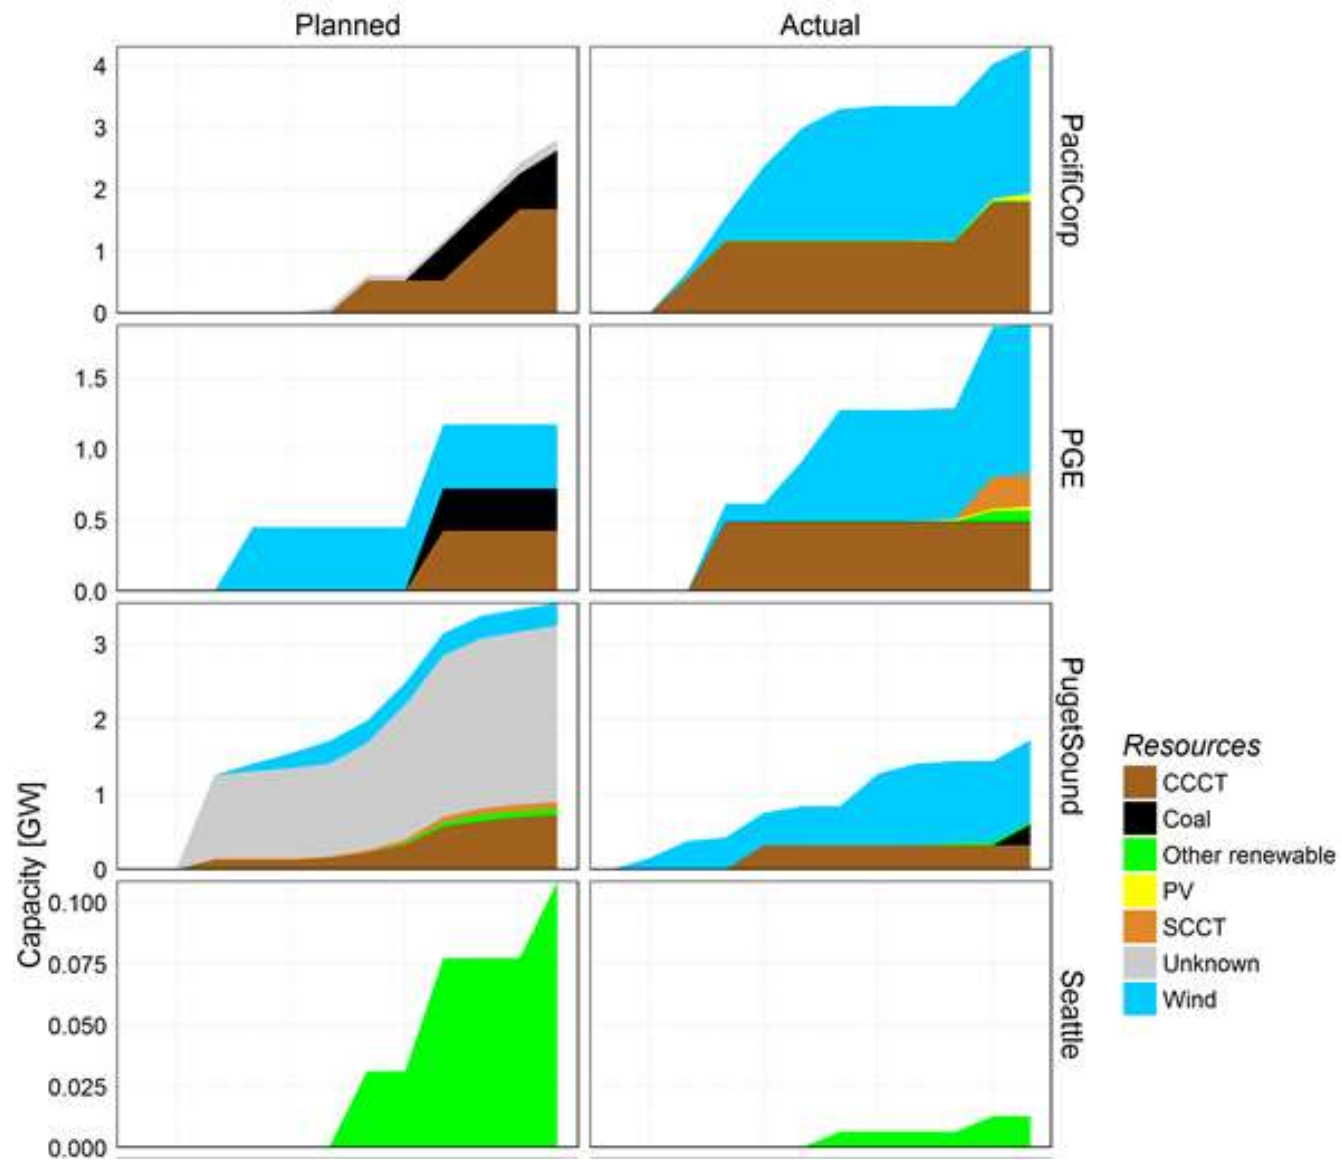 Planned Actual
4
3
2
1
0
PacifiCorp
1.5
1.0
0.5
0.0
PGE
3
2
1
0
PugetSound
0.100
0.075
0.050
0.025
0.000
Seattle
Capacity [GW]
Resources
CCCT
Coal
Other renewable
PV
SCCT
Unknown
Wind